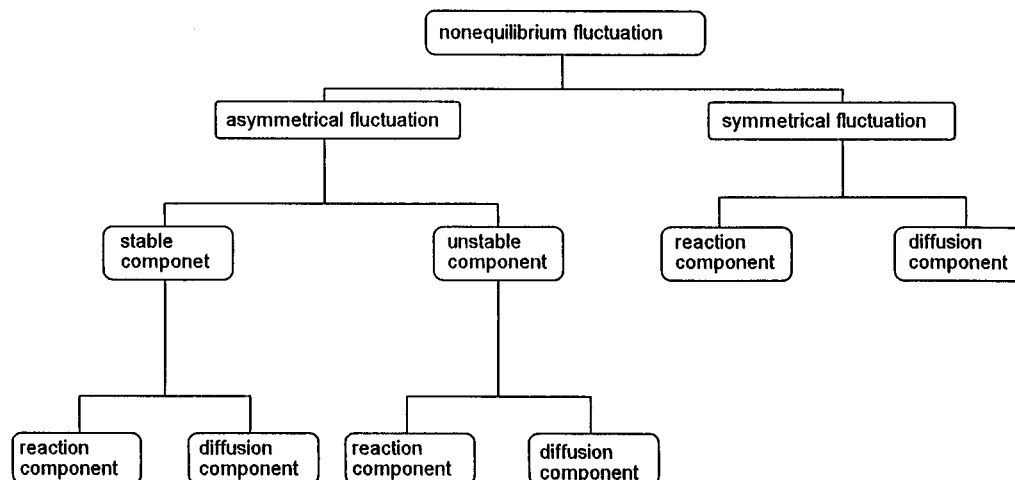 nonequilibrium fluctuation
asymmetrical fluctuation
symmetrical fluctuation
stable
componet
unstable
component
reaction
component
diffusion
component
reaction
component
diffusion
component
reaction
component
diffusion
component